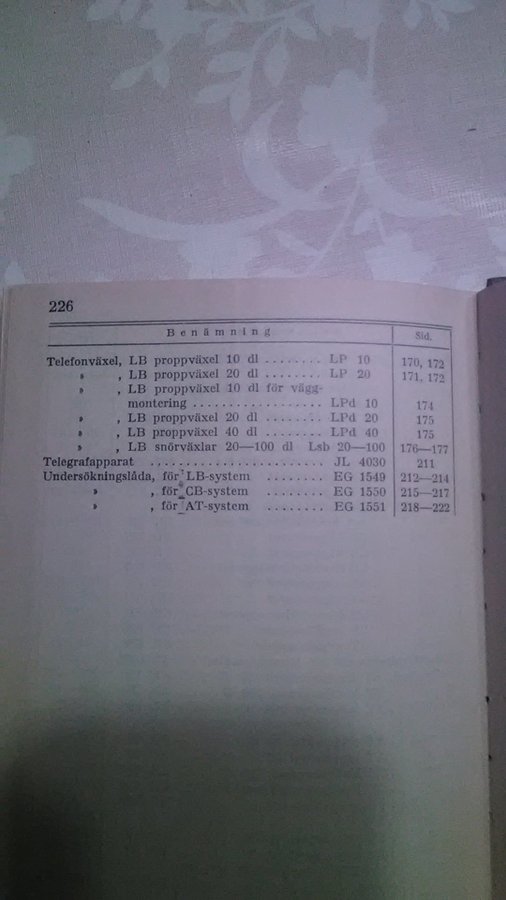 226
Benämning Sid.
Telefonväxel, LB proppväxel 10 dl ........ LP 10 170, 172
» , LB proppväxel 20 dl ........ LP 20 171, 172
» , LB proppväxel 10 dl för vägg-
montering .................. LPd 10 174
» , LB proppväxel 20 dl ........ LPd 20 175
» , LB proppväxel 40 dl ........ LPd 40 175
» , LB snörväxlar 20—100 dl Lsb 20—100 176—177
Telegrafapparat ........................ JL 4030 211
Undersökningslåda, för LB-system ........ EG 1549 212—214
» , för CB-system ........ EG 1550 215—217
» , för AT-system ........ EG 1551 218—222